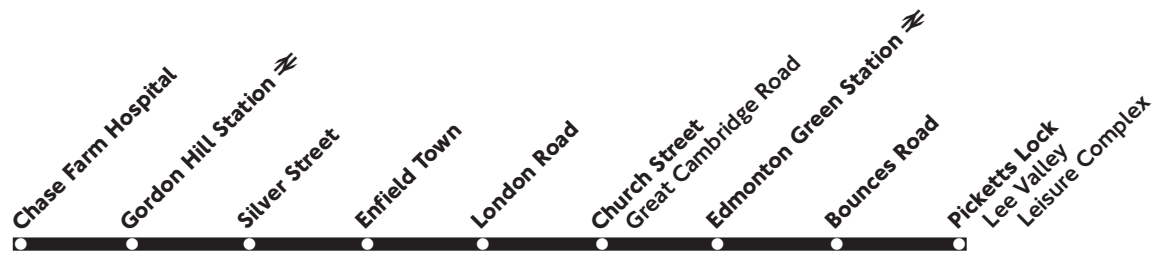 Chase Farm Hospital
Gordon Hill Station
Silver Street
Enfield Town
London Road
Church Street
Great Cambridge Road
Edmonton Green Station
Bounces Road
Picketts Lock
Lee Valley
Leisure Complex